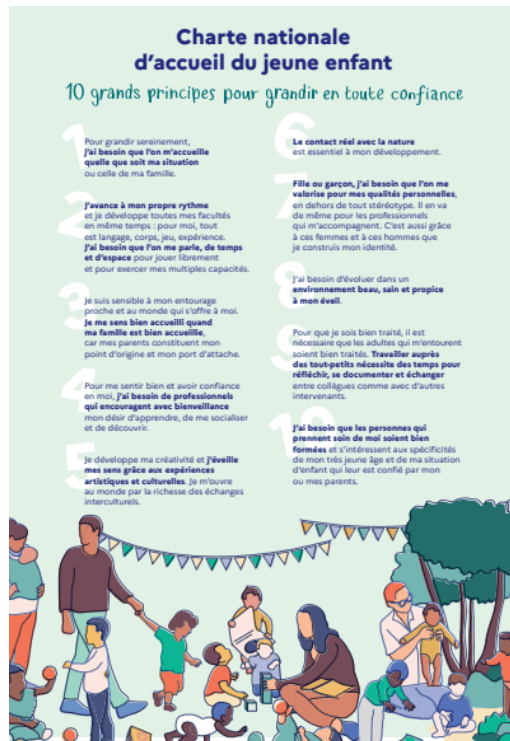 Charte nationale
d'accueil du jeune enfant
10 grands principes pour grandir en toute confiance
1
Pour grandir sereinement,
j'ai besoin que l'on m'accueille
quelle que soit ma situation
ou celle de ma famille.
2
J'avance à mon propre rythme
et je développe toutes mes facultés
en même temps : pour moi, tout
est langage, corps, jeu, expérience.
J'ai besoin que l'on me parle, de temps
et d'espace pour jouer librement
et pour exercer mes multiples capacités.
3
Je suis sensible à mon entourage
proche et au monde qui s'offre à moi.
Je me sens bien accueilli quand
ma famille est bien accueillie,
car mes parents constituent mon
point d'origine et mon port d'attache.
4
Pour me sentir bien et avoir confiance
en moi, j'ai besoin de professionnels
qui encouragent avec bienveillance
mon désir d'apprendre, de me socialiser
et de découvrir.
5
Je développe ma créativité et j'éveille
mes sens grâce aux expériences
artistiques et culturelles. Je m'ouvre
au monde par la richesse des échanges
interculturels.
6
Le contact réel avec la nature
est essentiel à mon développement.
7
Fille ou garçon, j'ai besoin que l'on me
valorise pour mes qualités personnelles,
en dehors de tout stéréotype. Il en va
de même pour les professionnels
qui m'accompagnent. C'est aussi grâce
à ces femmes et à ces hommes que
je construis mon identité.
8
J'ai besoin d'évoluer dans un
environnement beau, sain et propice
à mon éveil.
9
Pour que je sois bien traité, il est
nécessaire que les adultes qui m'entourent
soient bien traités. Travailler auprès
des tout-petits nécessite des temps pour
réfléchir, se documenter et échanger
entre collègues comme avec d'autres
intervenants.
10
J'ai besoin que les personnes qui
prennent soin de moi soient bien
formées et s'intéressent aux spécificités
de mon très jeune âge et de ma situation
d'enfant qui leur est confié par mon
ou mes parents.